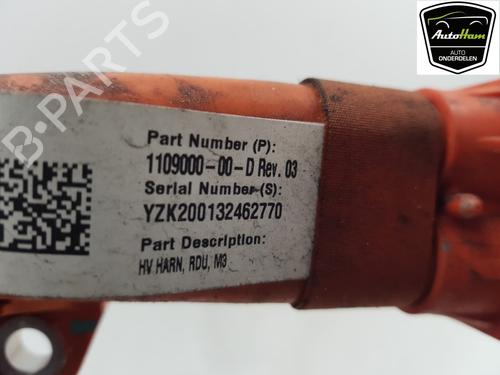 AutoHam
AUTO
ONDERDELEN
B-PARTS
Part Number (P):
1109000-00-D Rev. 03
Serial Number (S):
YZK200132462770
Part Description:
HV HARN, RDU, M3